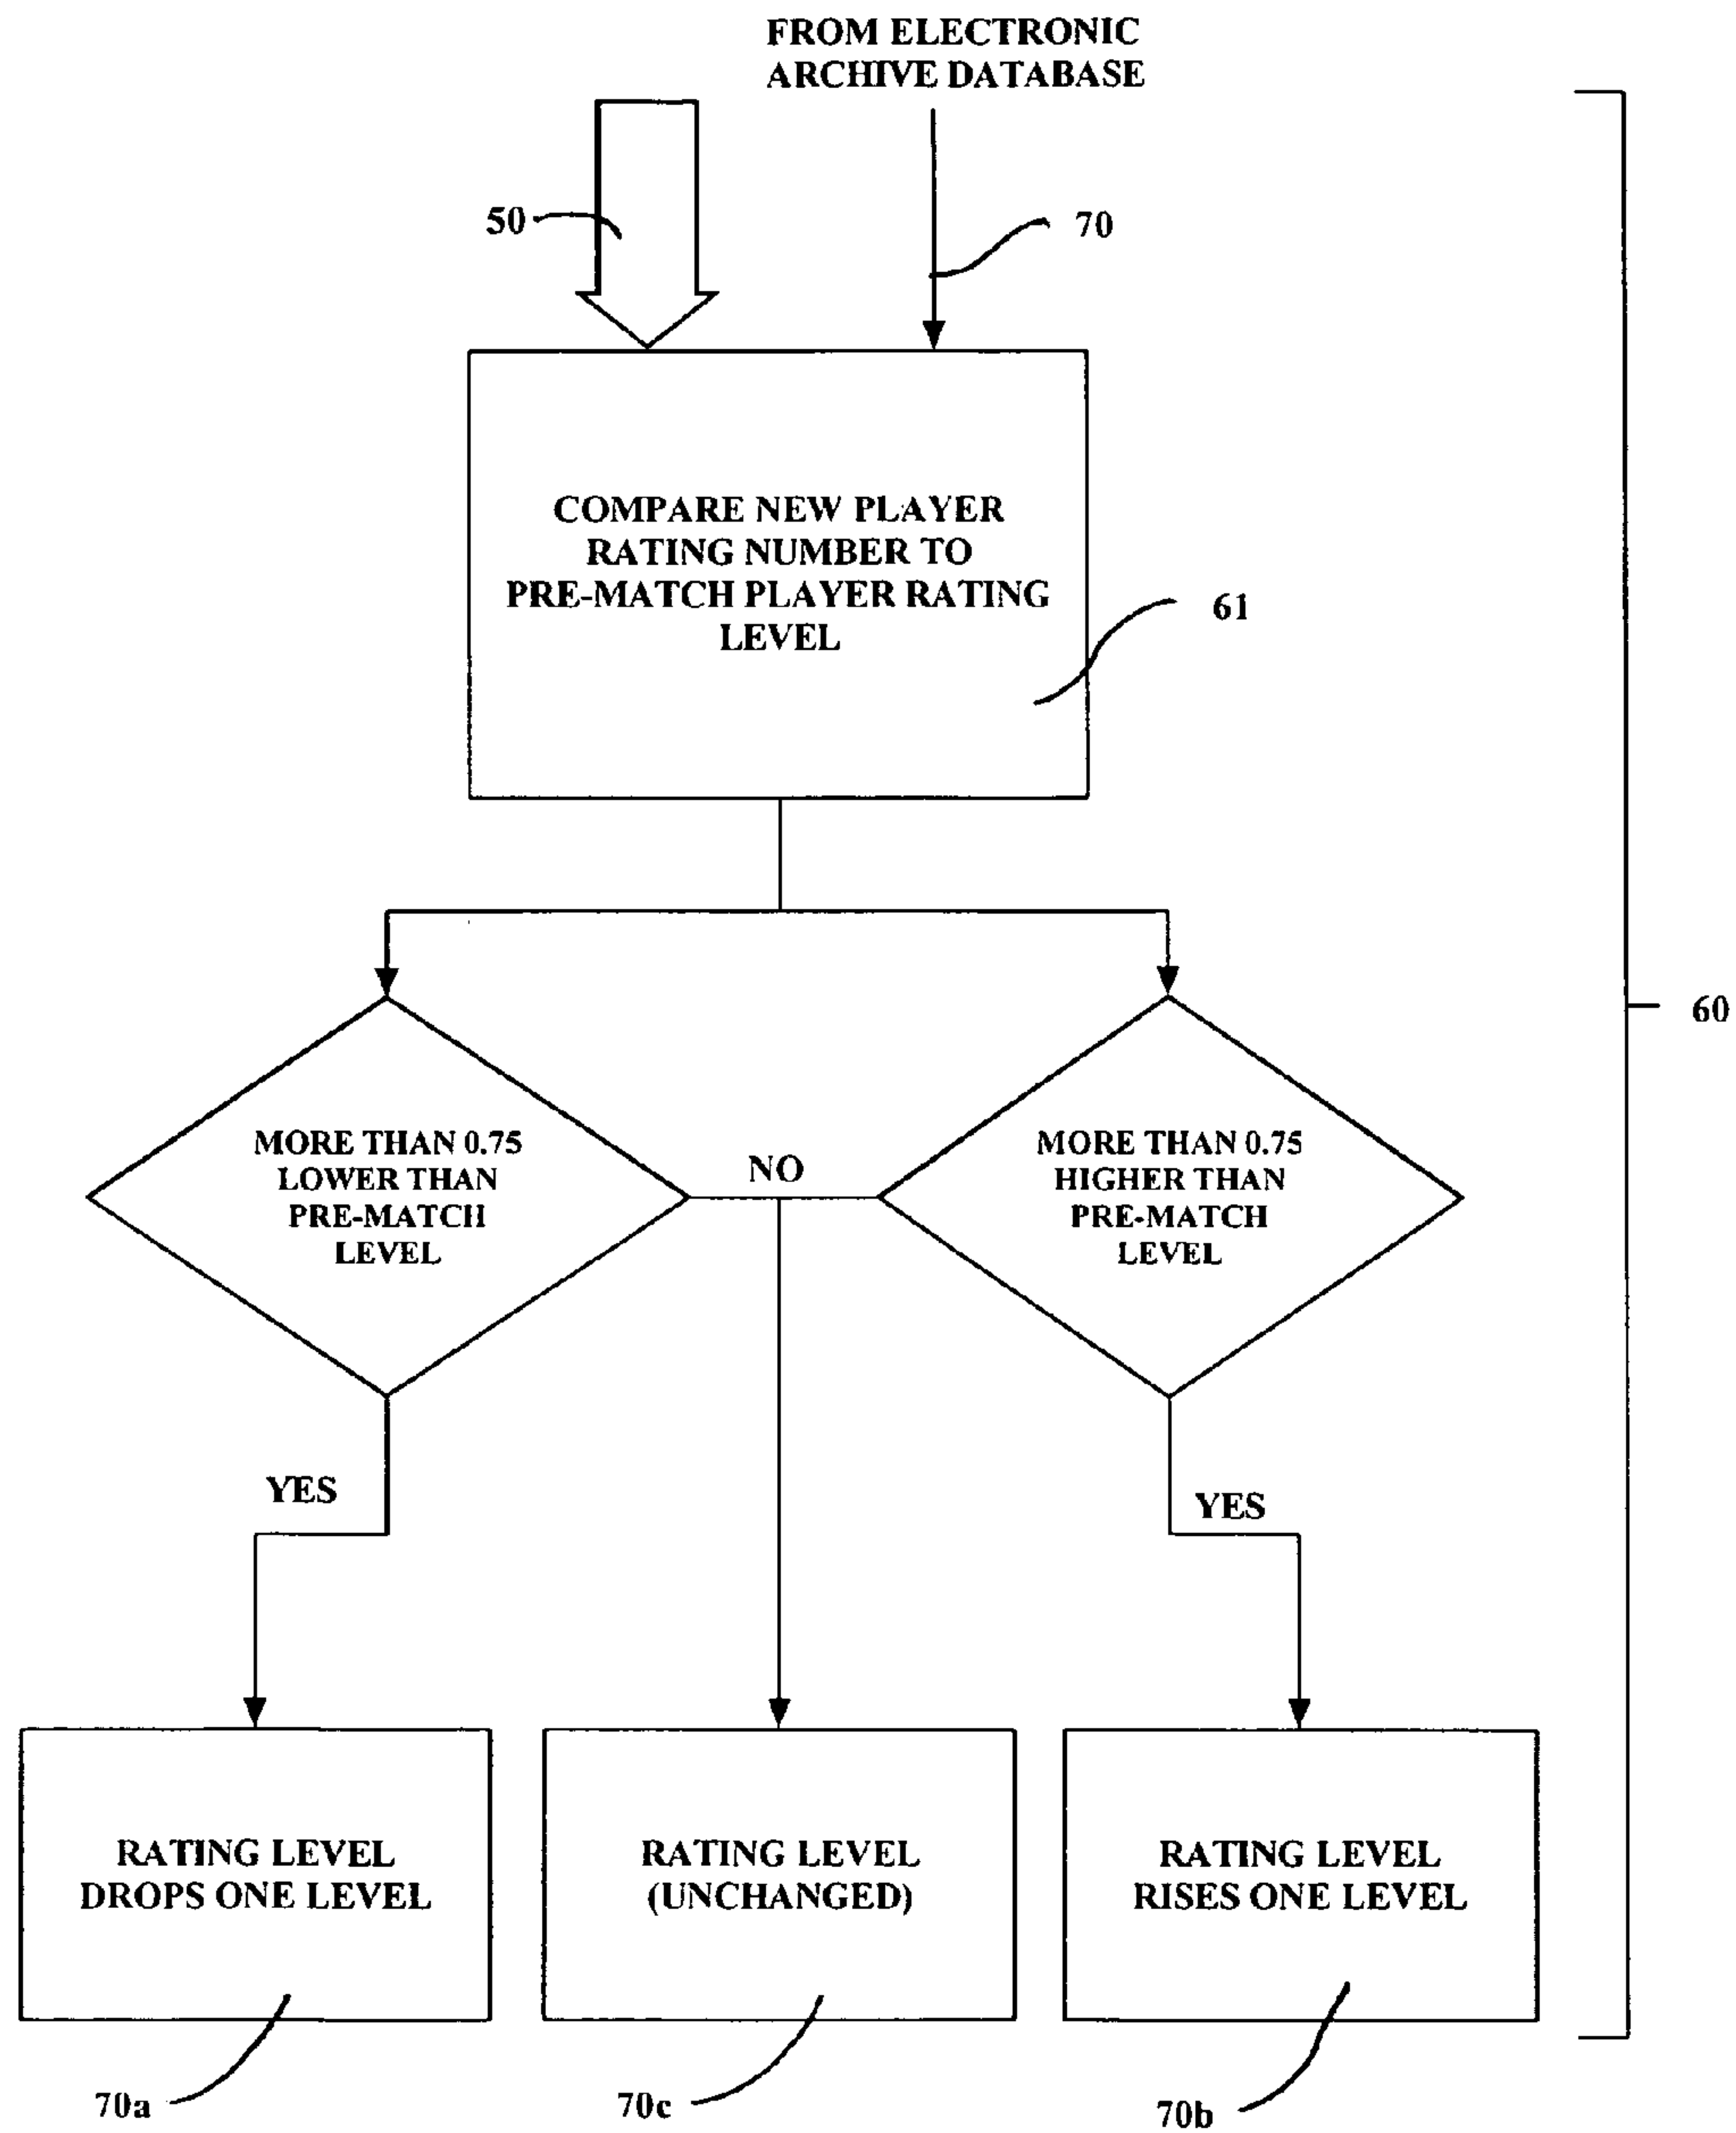 FROM ELECTRONIC
ARCHIVE DATABASE
50
70
COMPARE NEW PLAYER
RATING NUMBER TO
PRE-MATCH PLAYER RATING
LEVEL
61
60
MORE THAN 0.75
LOWER THAN
PRE-MATCH
LEVEL
NO
MORE THAN 0.75
HIGHER THAN
PRE-MATCH
LEVEL
YES
YES
RATING LEVEL
DROPS ONE LEVEL
RATING LEVEL
(UNCHANGED)
RATING LEVEL
RISES ONE LEVEL
70a
70c
70b